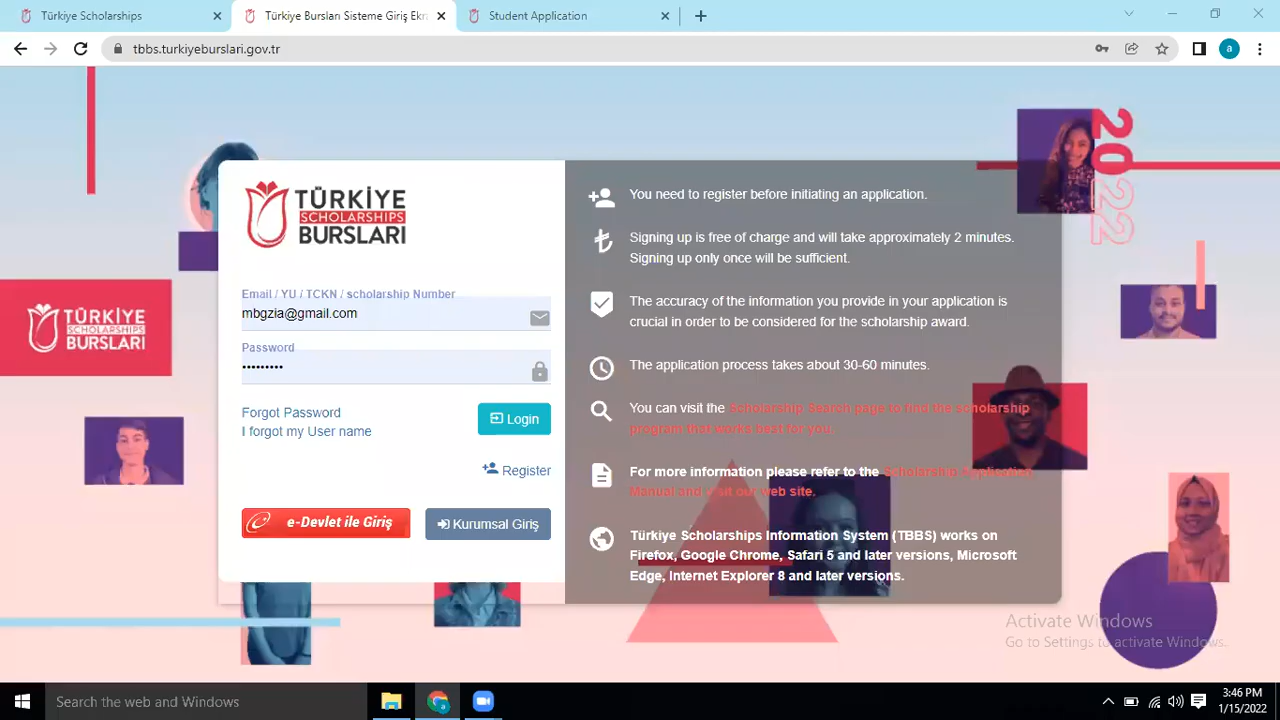 Türkiye Scholarships
Türkiye Bursları Sisteme Giriş Ekr
Student Application
tbbs.turkiyeburslari.gov.tr
a
2022
TÜRKİYE
SCHOLARSHIPS
BURSLARI
TÜRKİYE
SCHOLARSHIPS
BURSLARI
Email / YU / TCKN / scholarship Number
mbgzia@gmail.com
Password
•••••••••
Forgot Password
I forgot my User name
Login
Register
e-Devlet ile Giriş
Kurumsal Giriş
You need to register before initiating an application.
Signing up is free of charge and will take approximately 2 minutes.
Signing up only once will be sufficient.
The accuracy of the information you provide in your application is
crucial in order to be considered for the scholarship award.
The application process takes about 30-60 minutes.
You can visit the Scholarship Search page to find the scholarship
program that works best for you.
For more information please refer to the Scholarship Application
Manual and visit our web site.
Türkiye Scholarships Information System (TBBS) works on
Firefox, Google Chrome, Safari 5 and later versions, Microsoft
Edge, Internet Explorer 8 and later versions.
Activate Windows
Go to Settings to activate Windows.
Search the web and Windows
a
3:46 PM
1/15/2022